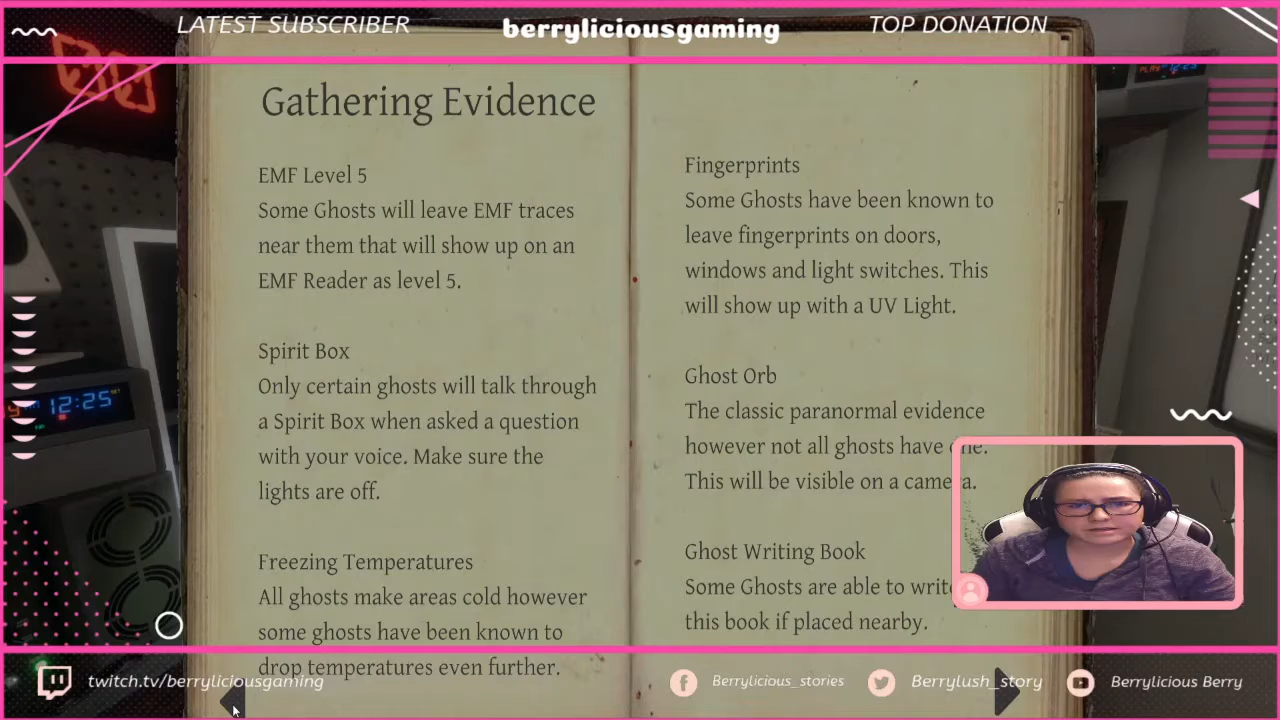 LATEST SUBSCRIBER
berryliciousgaming
TOP DONATION
Gathering Evidence
EMF Level 5
Some Ghosts will leave EMF traces
near them that will show up on an
EMF Reader as level 5.
Spirit Box
Only certain ghosts will talk through
a Spirit Box when asked a question
with your voice. Make sure the
lights are off.
Freezing Temperatures
All ghosts make areas cold however
some ghosts have been known to
drop temperatures even further.
Fingerprints
Some Ghosts have been known to
leave fingerprints on doors,
windows and light switches. This
will show up with a UV Light.
Ghost Orb
The classic paranormal evidence
however not all ghosts have one.
This will be visible on a camera.
Ghost Writing Book
Some Ghosts are able to write
this book if placed nearby.
12:25
twitch.tv/berryliciousgaming
Berrylicious_stories
Berrylush_story
Berrylicious Berry